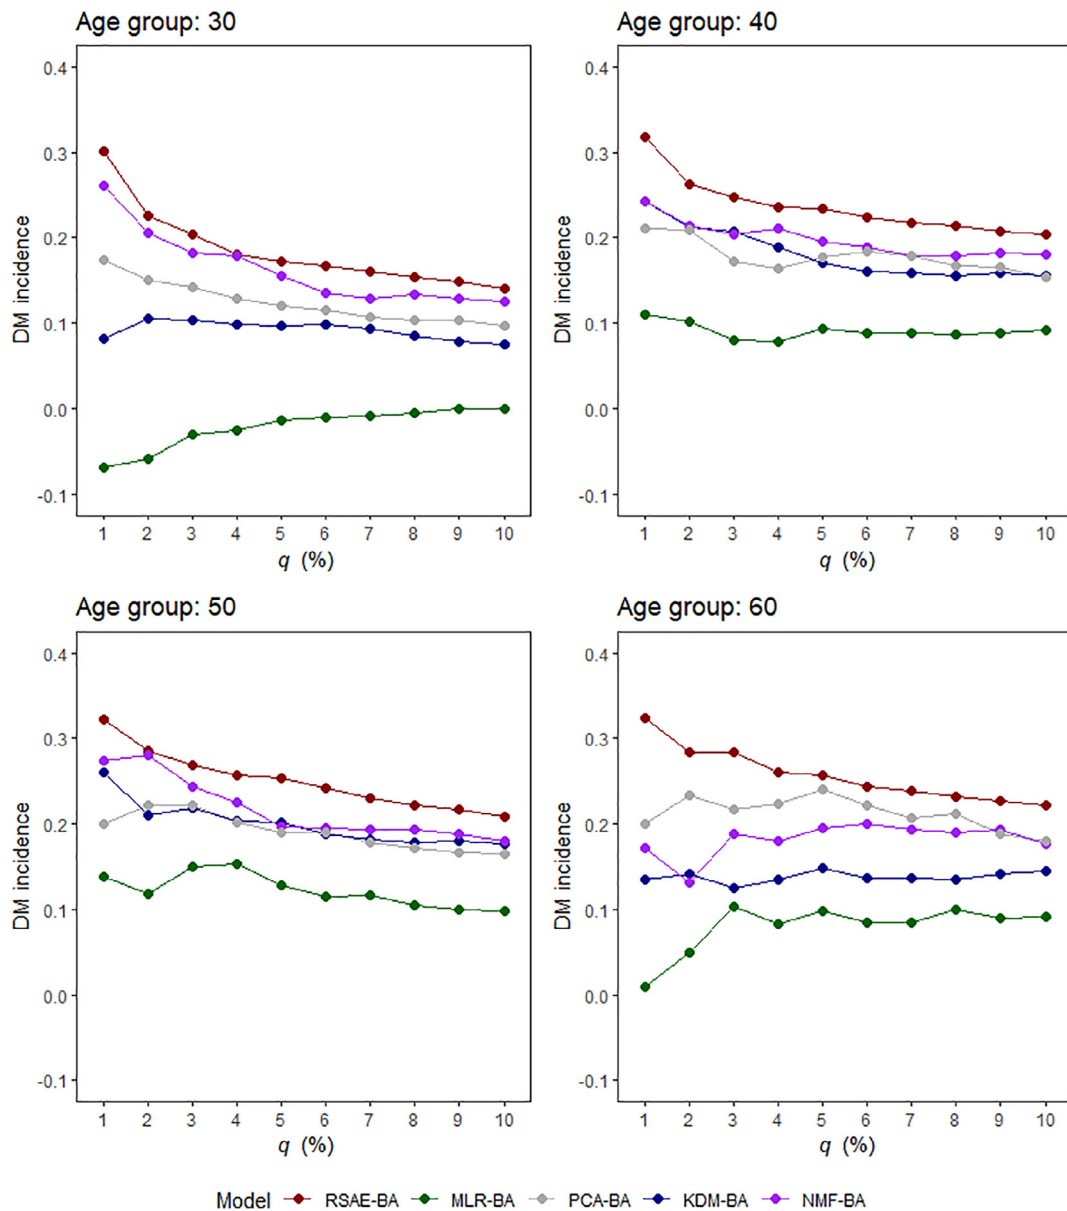 Age group: 30
0.4
0.3
0.2
0.1
0.0
-0.1
DM incidence
1 2 3 4 5 6 7 8 9 10
q (%)
Age group: 40
0.4
0.3
0.2
0.1
0.0
-0.1
DM incidence
1 2 3 4 5 6 7 8 9 10
q (%)
Age group: 50
0.4
0.3
0.2
0.1
0.0
-0.1
DM incidence
1 2 3 4 5 6 7 8 9 10
q (%)
Age group: 60
0.4
0.3
0.2
0.1
0.0
-0.1
DM incidence
1 2 3 4 5 6 7 8 9 10
q (%)
Model RSAE-BA MLR-BA PCA-BA KDM-BA NMF-BA